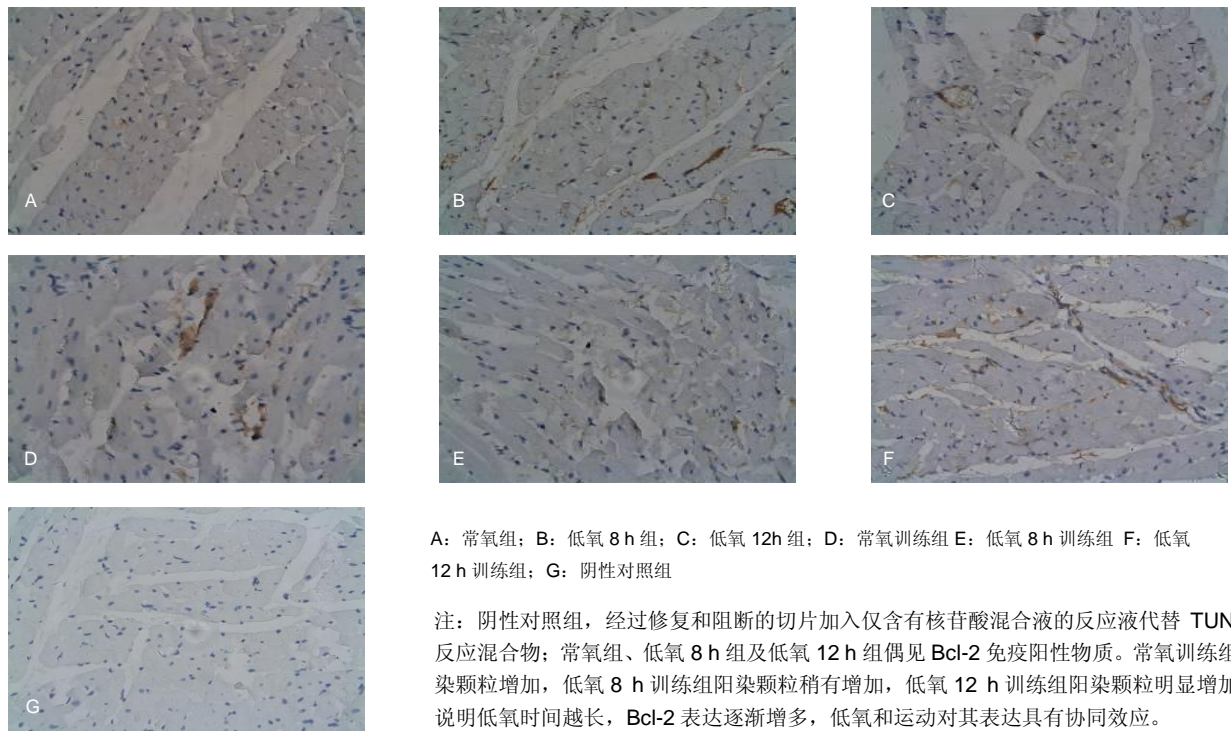 A
B
C
D
E
F
G
A：常氧组；B：低氧 8 h 组；C：低氧 12h 组；D：常氧训练组 E：低氧 8 h 训练组 F：低氧
12 h 训练组；G：阴性对照组
注：阴性对照组，经过修复和阻断的切片加入仅含有核苷酸混合液的反应液代替 TUN
反应混合物；常氧组、低氧 8 h 组及低氧 12 h 组偶见 Bcl-2 免疫阳性物质。常氧训练组
染颗粒增加，低氧 8 h 训练组阳染颗粒稍有增加，低氧 12 h 训练组阳染颗粒明显增加
说明低氧时间越长，Bcl-2 表达逐渐增多，低氧和运动对其表达具有协同效应。